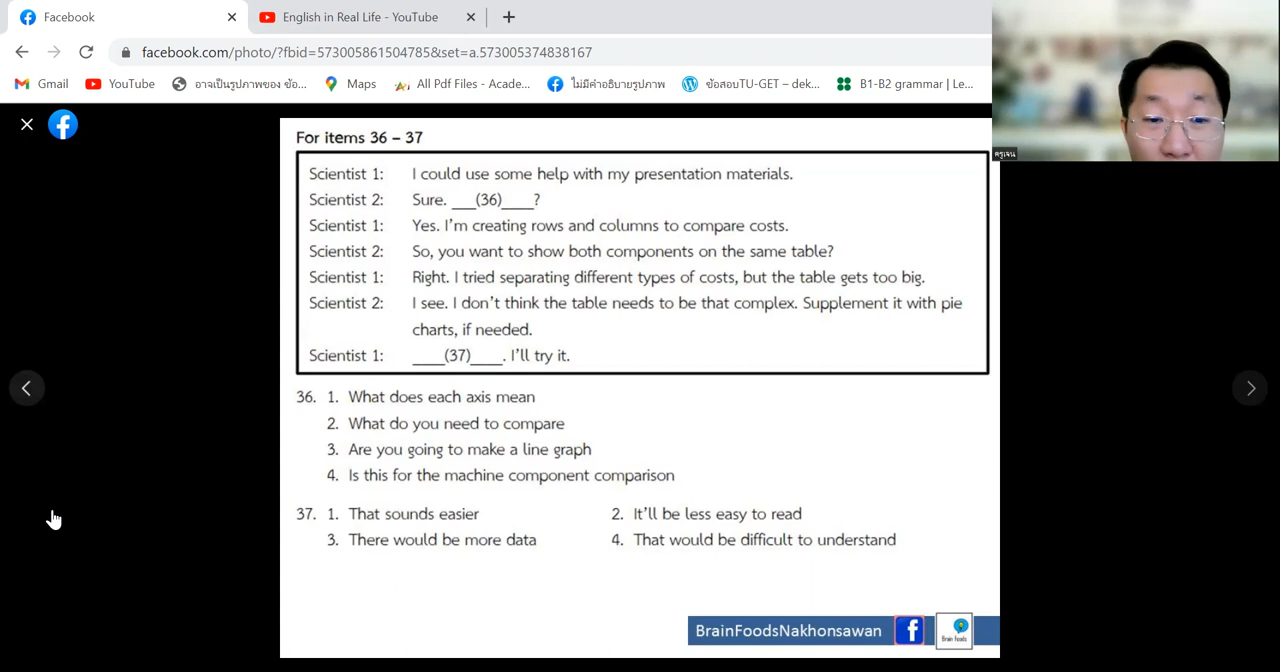 Facebook
English in Real Life - YouTube
facebook.com/photo/?fbid=573005861504785&set=a.573005374838167
Gmail
YouTube
อาจเป็นรูปภาพของ ข้อ...
Maps
All Pdf Files - Acade...
ไม่มีคำอธิบายรูปภาพ
ข้อสอบTU-GET – dek...
B1-B2 grammar | Le...
ครูเจน
For items 36 – 37
Scientist 1: I could use some help with my presentation materials.
Scientist 2: Sure. ___(36)____?
Scientist 1: Yes. I'm creating rows and columns to compare costs.
Scientist 2: So, you want to show both components on the same table?
Scientist 1: Right. I tried separating different types of costs, but the table gets too big.
Scientist 2: I see. I don't think the table needs to be that complex. Supplement it with pie
charts, if needed.
Scientist 1: ____(37)____. I'll try it.
36. 1. What does each axis mean
2. What do you need to compare
3. Are you going to make a line graph
4. Is this for the machine component comparison
37. 1. That sounds easier 2. It'll be less easy to read
3. There would be more data 4. That would be difficult to understand
BrainFoodsNakhonsawan
Brain Foods